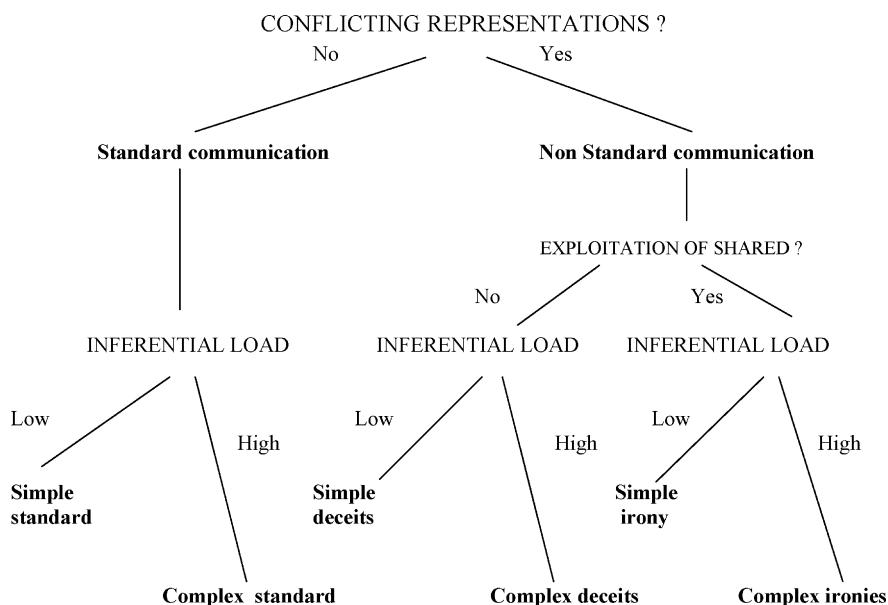 CONFLICTING REPRESENTATIONS ?
No
Yes
Standard communication
Non Standard communication
EXPLOITATION OF SHARED ?
No
Yes
INFERENTIAL LOAD
INFERENTIAL LOAD
INFERENTIAL LOAD
Low
High
Low
High
Low
High
Simple
standard
Simple
deceits
Simple
irony
Complex standard
Complex deceits
Complex ironies